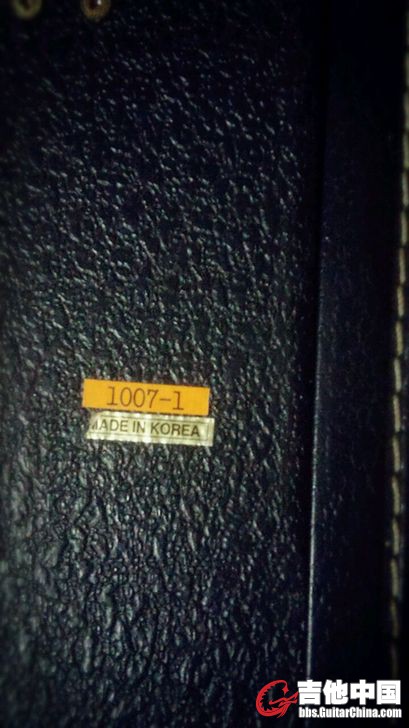 1007-1
MADE IN KOREA
吉他中国
bbs.GuitarChina.com